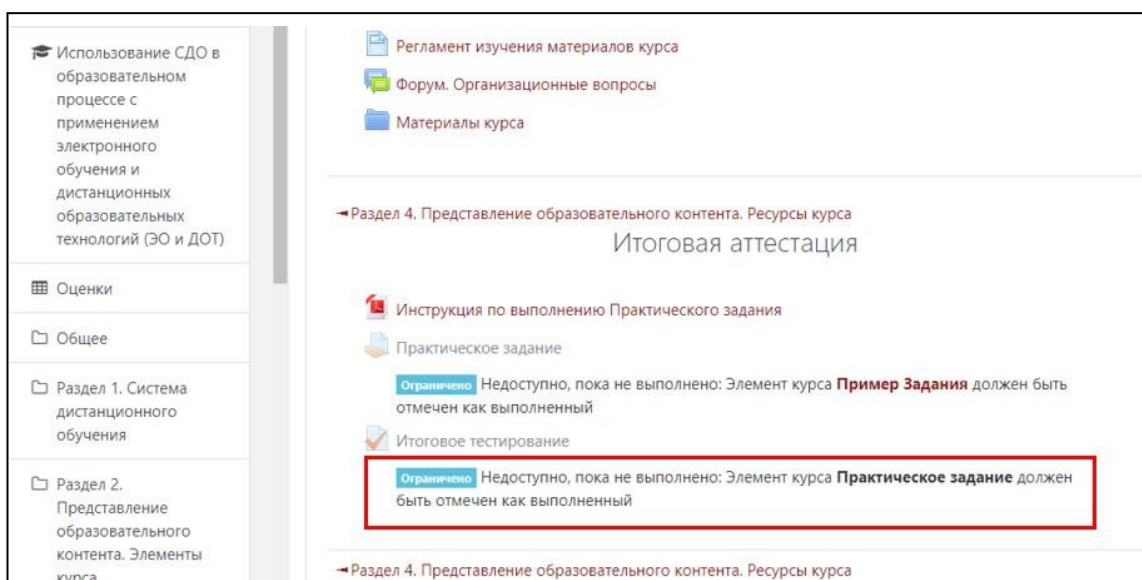 Использование СДО в
образовательном
процессе с
применением
электронного
обучения и
дистанционных
образовательных
технологий (ЭО и ДОТ)
Оценки
Общее
Раздел 1. Система
дистанционного
обучения
Раздел 2.
Представление
образовательного
контента. Элементы
курса
Регламент изучения материалов курса
Форум. Организационные вопросы
Материалы курса
Раздел 4. Представление образовательного контента. Ресурсы курса
Итоговая аттестация
Инструкция по выполнению Практического задания
Практическое задание
Ограничено Недоступно, пока не выполнено: Элемент курса Пример Задания должен быть
отмечен как выполненный
Итоговое тестирование
Ограничено Недоступно, пока не выполнено: Элемент курса Практическое задание должен
быть отмечен как выполненный
Раздел 4. Представление образовательного контента. Ресурсы курса